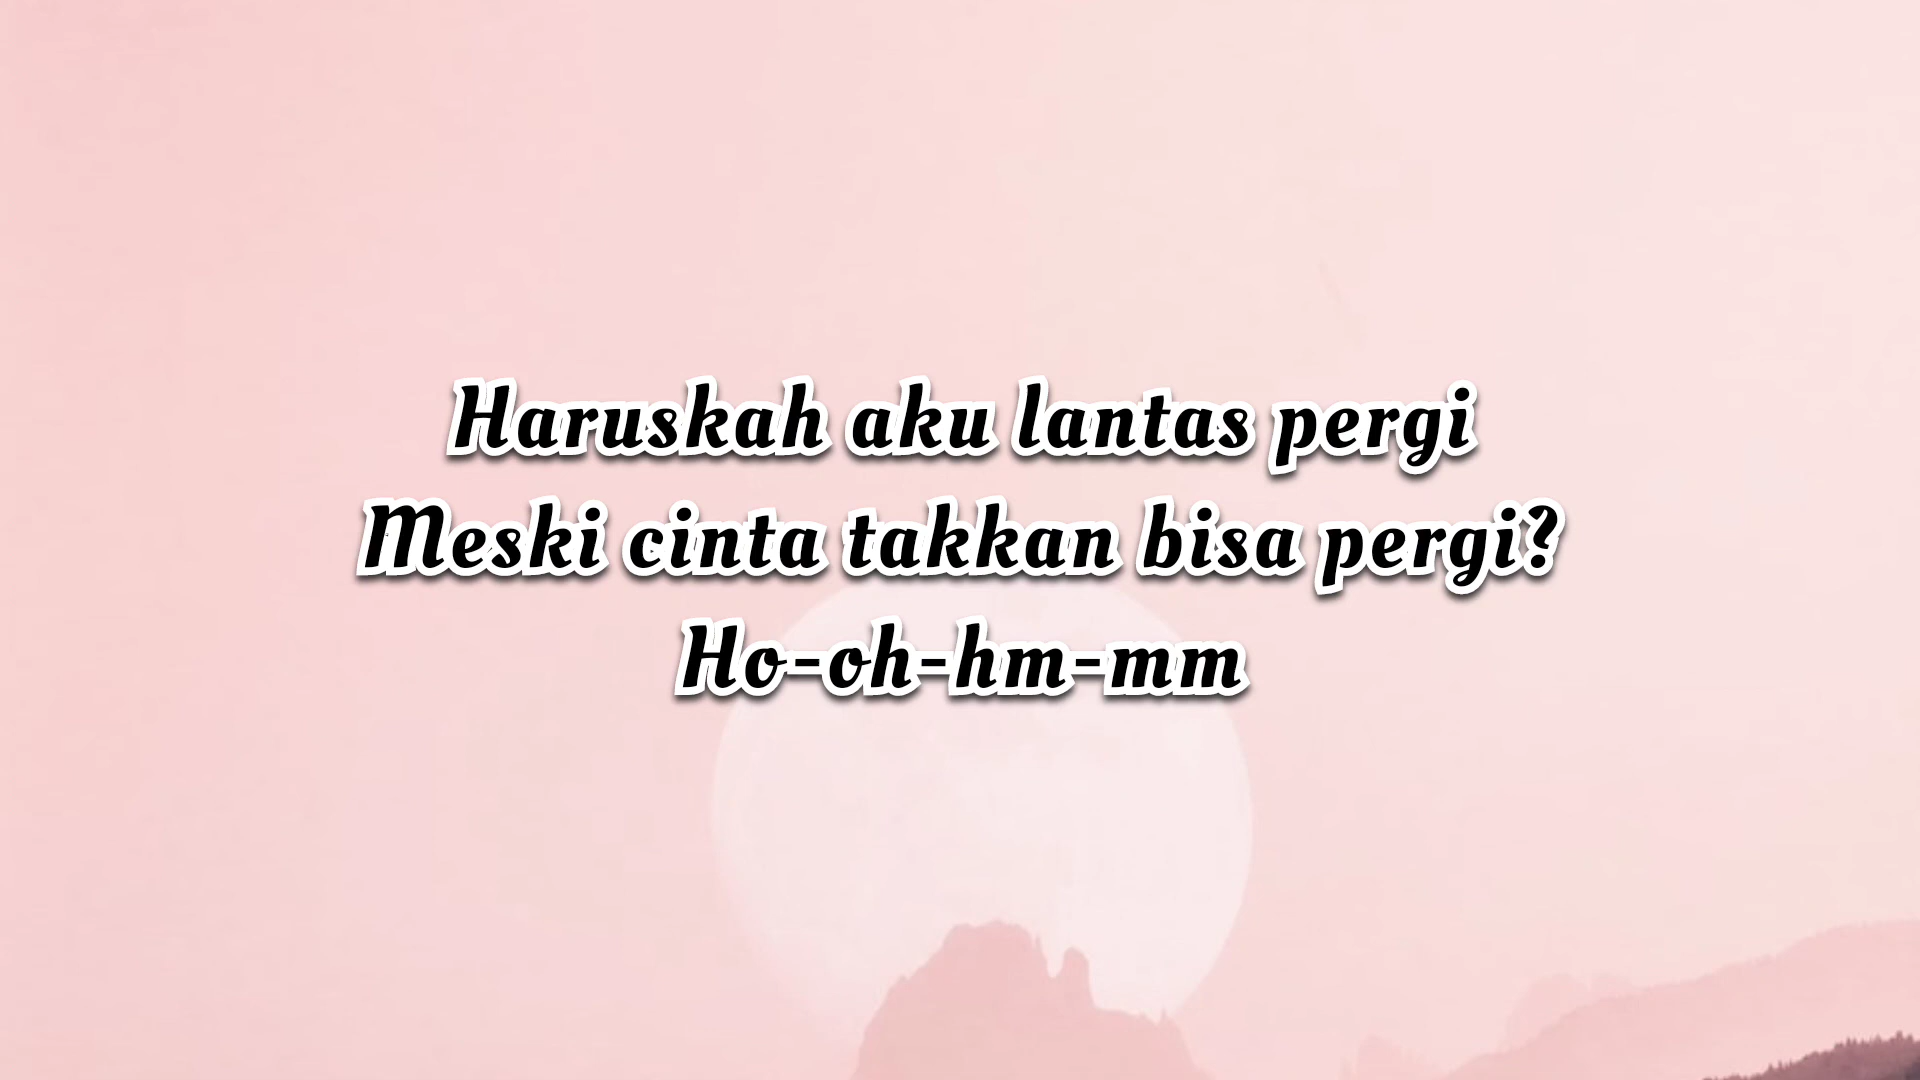 Haruskah aku lantas pergi
Meski cinta takkan bisa pergi?
Ho-oh-hm-mm